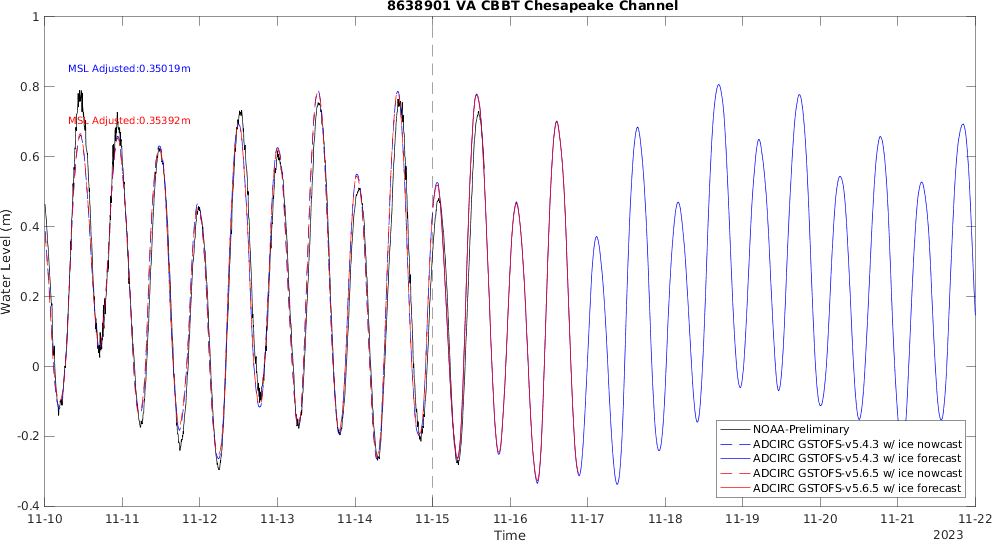 8638901 VA CBBT Chesapeake Channel
1
0.8
0.6
0.4
0.2
0
-0.2
-0.4
Water Level (m)
MSL Adjusted:0.35019m
MSL Adjusted:0.35392m
NOAA-Preliminary
ADCIRC GSTOFS-v5.4.3 w/ ice nowcast
ADCIRC GSTOFS-v5.4.3 w/ ice forecast
ADCIRC GSTOFS-v5.6.5 w/ ice nowcast
ADCIRC GSTOFS-v5.6.5 w/ ice forecast
11-10 11-11 11-12 11-13 11-14 11-15 11-16 11-17 11-18 11-19 11-20 11-21 11-22
Time
2023